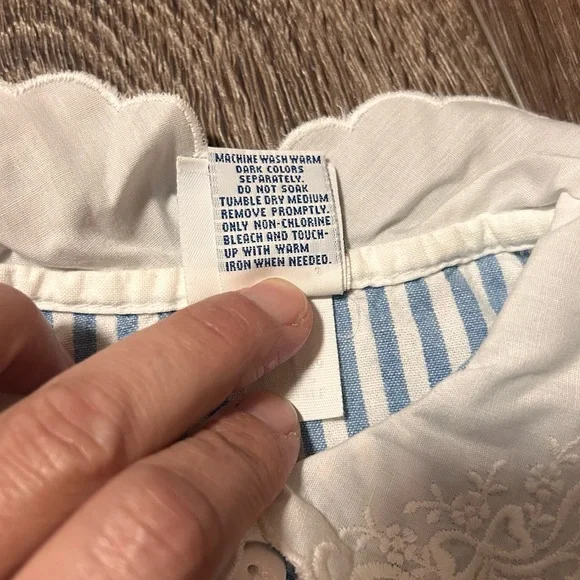 MACHINE WASH WARM
DARK COLORS
SEPARATELY.
DO NOT SOAK
TUMBLE DRY MEDIUM
REMOVE PROMPTLY.
ONLY NON-CHLORINE
BLEACH AND TOUCH-
UP WITH WARM
IRON WHEN NEEDED.